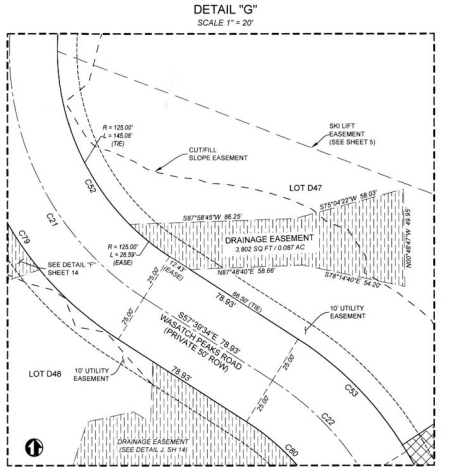 DETAIL "G"
SCALE 1" = 20'
R = 125.00'
L = 146.08'
(TIE)
SKI LIFT
EASEMENT
(SEE SHEET 5)
CUT/FILL
SLOPE EASEMENT
LOT D47
C52
C21
C79
S87°58'45"W 86.25'
S75°04'22"W 58.03'
N00°48'47"W 49.95'
DRAINAGE EASEMENT
3,802 SQ FT / 0.087 AC
R = 125.00'
L = 26.59'
(EASE)
12.43'
(EASE)
N87°48'40"E 58.66'
S78°14'40"E 54.20'
SEE DETAIL "F"
SHEET 14
25.00'
78.93'
66.50' (TIE)
S57°39'34"E 78.93'
WASATCH PEAKS ROAD
(PRIVATE 50' ROW)
10' UTILITY
EASEMENT
25.00'
25.00'
LOT D48
10' UTILITY
EASEMENT
78.93'
25.00'
C53
C22
C80
DRAINAGE EASEMENT
(SEE DETAIL J, SH 14)